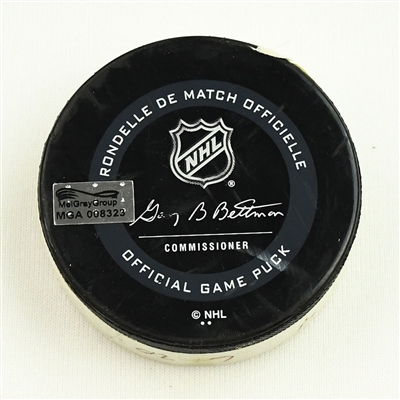 RONDELLE DE MATCH OFFICIELLE
NHL
®
Gary B Bettman
COMMISSIONER
OFFICIAL GAME PUCK
© NHL
MeiGrayGroup
MGA 008323